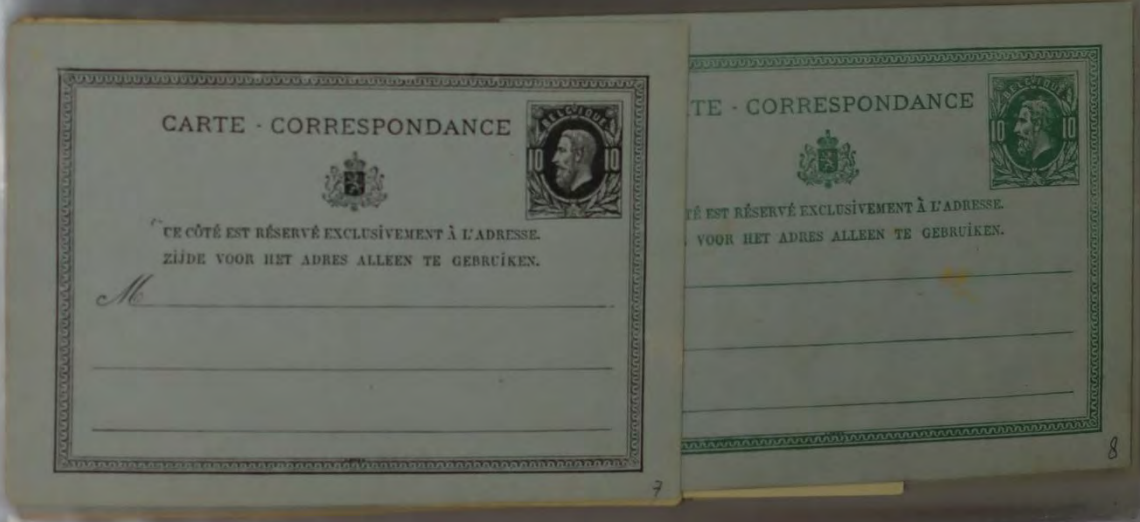 CARTE - CORRESPONDANCE
BELGIQUE
10 10
CE CÔTÉ EST RÉSERVÉ EXCLUSIVEMENT À L'ADRESSE.
ZIJDE VOOR HET ADRES ALLEEN TE GEBRUIKEN.
M
7
TE - CORRESPONDANCE
BELGIQUE
10 10
TÉ EST RÉSERVÉ EXCLUSIVEMENT À L'ADRESSE.
VOOR HET ADRES ALLEEN TE GEBRUIKEN.
8